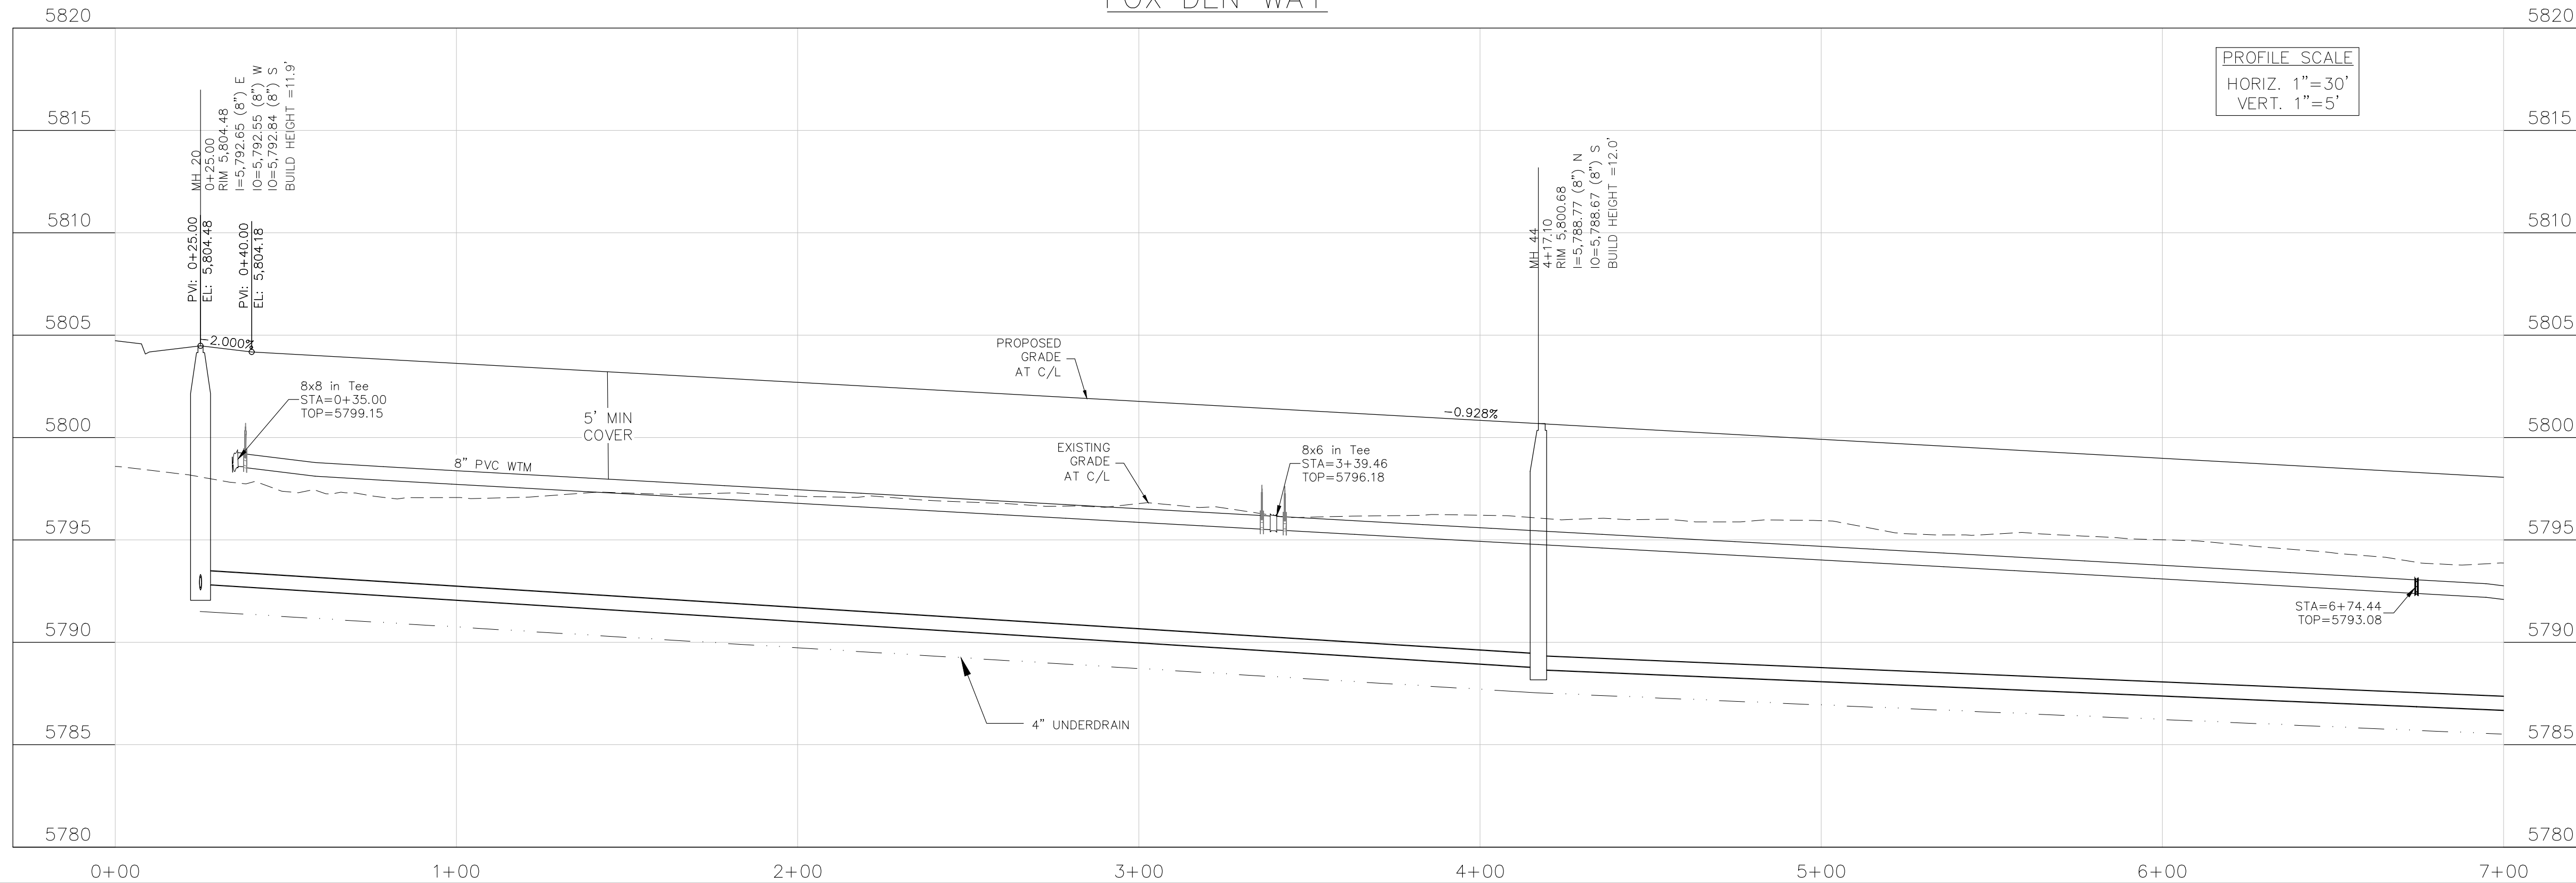 FOX DEN WAY
5820
5820
PROFILE SCALE
HORIZ. 1"=30'
VERT. 1"=5'
MH 20
0+25.00
RIM 5,804.48
I=5,792.65 (8") E
IO=5,792.55 (8") W
IO=5,792.84 (8") S
BUILD HEIGHT =11.9'
5815
5815
MH 44
4+17.10
RIM 5,800.68
I=5,788.77 (8") N
IO=5,788.67 (8") S
BUILD HEIGHT =12.0'
5810
5810
PVI: 0+25.00
EL: 5,804.48
PVI: 0+40.00
EL: 5,804.18
5805
5805
-2.000%
PROPOSED
GRADE
AT C/L
8x8 in Tee
STA=0+35.00
TOP=5799.15
5' MIN
COVER
-0.928%
5800
5800
8" PVC WTM
EXISTING
GRADE
AT C/L
8x6 in Tee
STA=3+39.46
TOP=5796.18
5795
5795
STA=6+74.44
TOP=5793.08
5790
5790
4" UNDERDRAIN
5785
5785
5780
5780
0+00
1+00
2+00
3+00
4+00
5+00
6+00
7+00